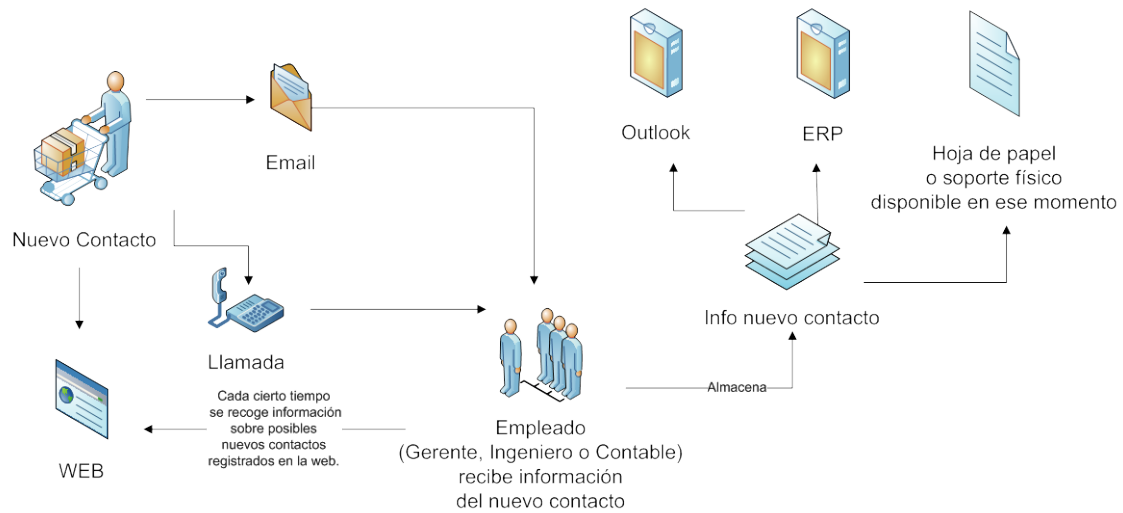 Outlook
ERP
Email
Hoja de papel
o soporte físico
disponible en ese momento
Nuevo Contacto
Info nuevo contacto
Llamada
Almacena
Cada cierto tiempo
se recoge información
sobre posibles
nuevos contactos
registrados en la web.
WEB
Empleado
(Gerente, Ingeniero o Contable)
recibe información
del nuevo contacto